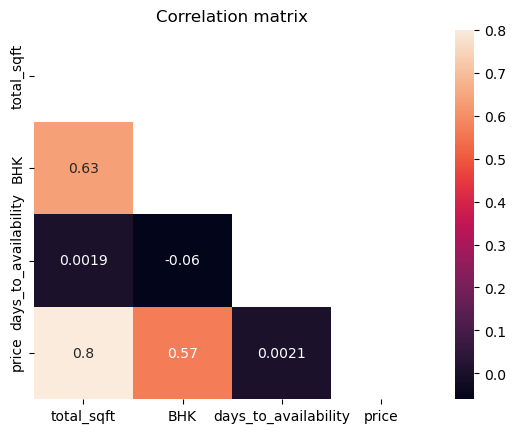 Correlation matrix
total_sqft
BHK
days_to_availability
price
0.63
0.0019 -0.06
0.8 0.57 0.0021
total_sqft BHK days_to_availability price
0.8
0.7
0.6
0.5
0.4
0.3
0.2
0.1
0.0